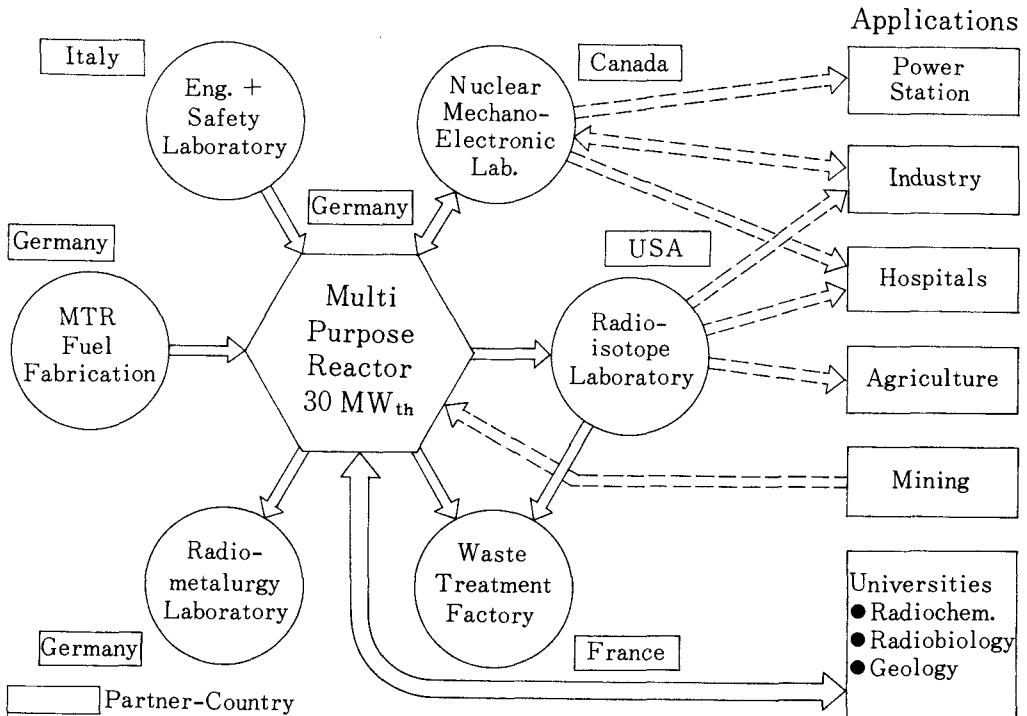 Applications
Italy
Eng. +
Safety
Laboratory
Nuclear
Mechano-
Electronic
Lab.
Canada
Power
Station
Germany
Industry
Germany
MTR
Fuel
Fabrication
Multi
Purpose
Reactor
30 MWth
USA
Radio-
isotope
Laboratory
Hospitals
Agriculture
Mining
Radio-
metalurgy
Laboratory
Waste
Treatment
Factory
Universities
● Radiochem.
● Radiobiology
● Geology
Germany
France
Partner-Country